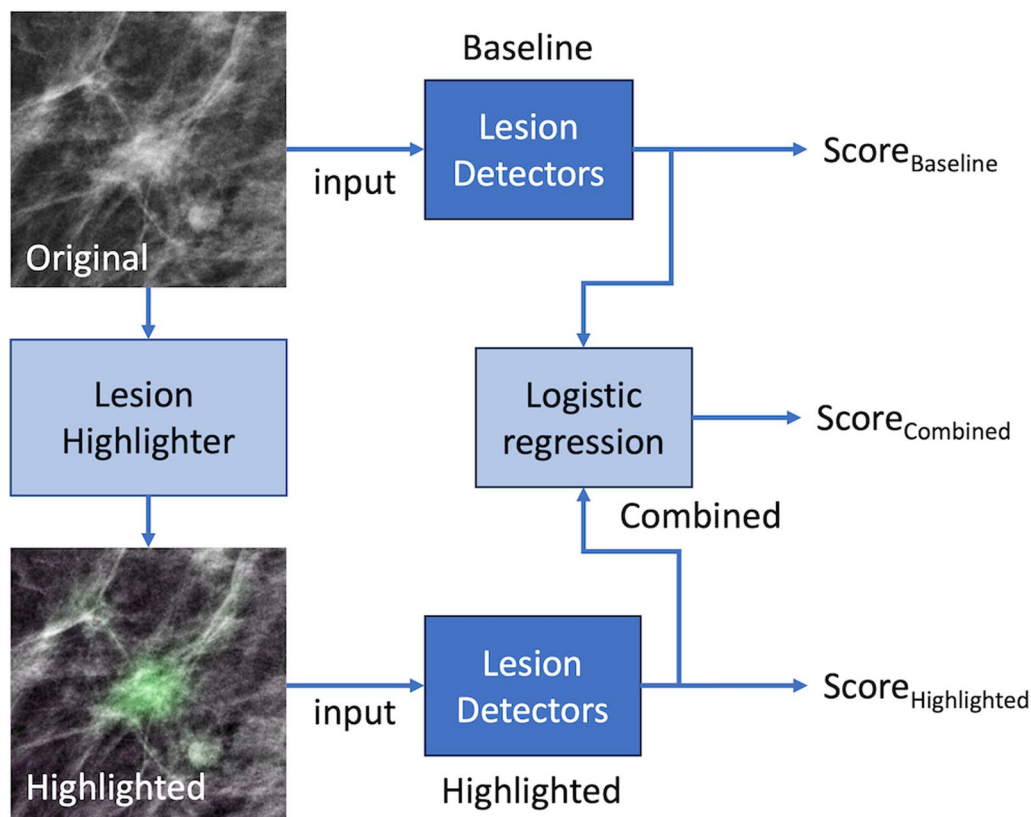 Baseline
Lesion
Detectors
Score_Baseline
input
Original
Lesion
Highlighter
Logistic
regression
Score_Combined
Combined
Lesion
Detectors
Score_Highlighted
input
Highlighted
Highlighted